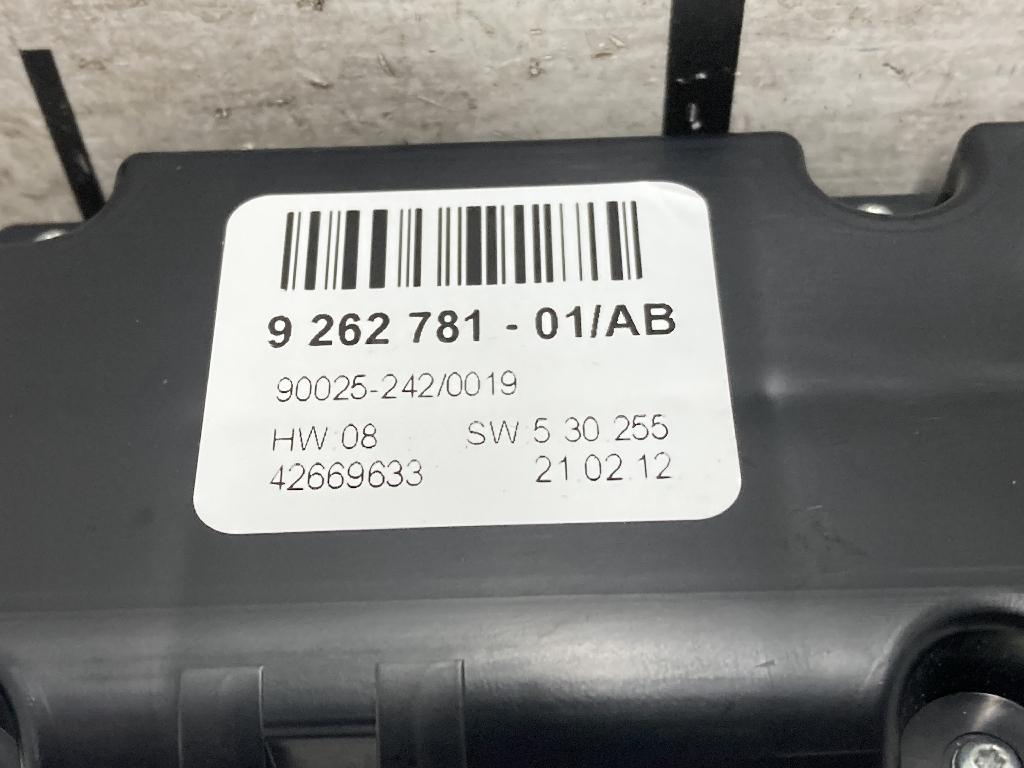 9 262 781 - 01/AB
90025-242/0019
HW:08 SW:5.30.255
42669633 21.02.12